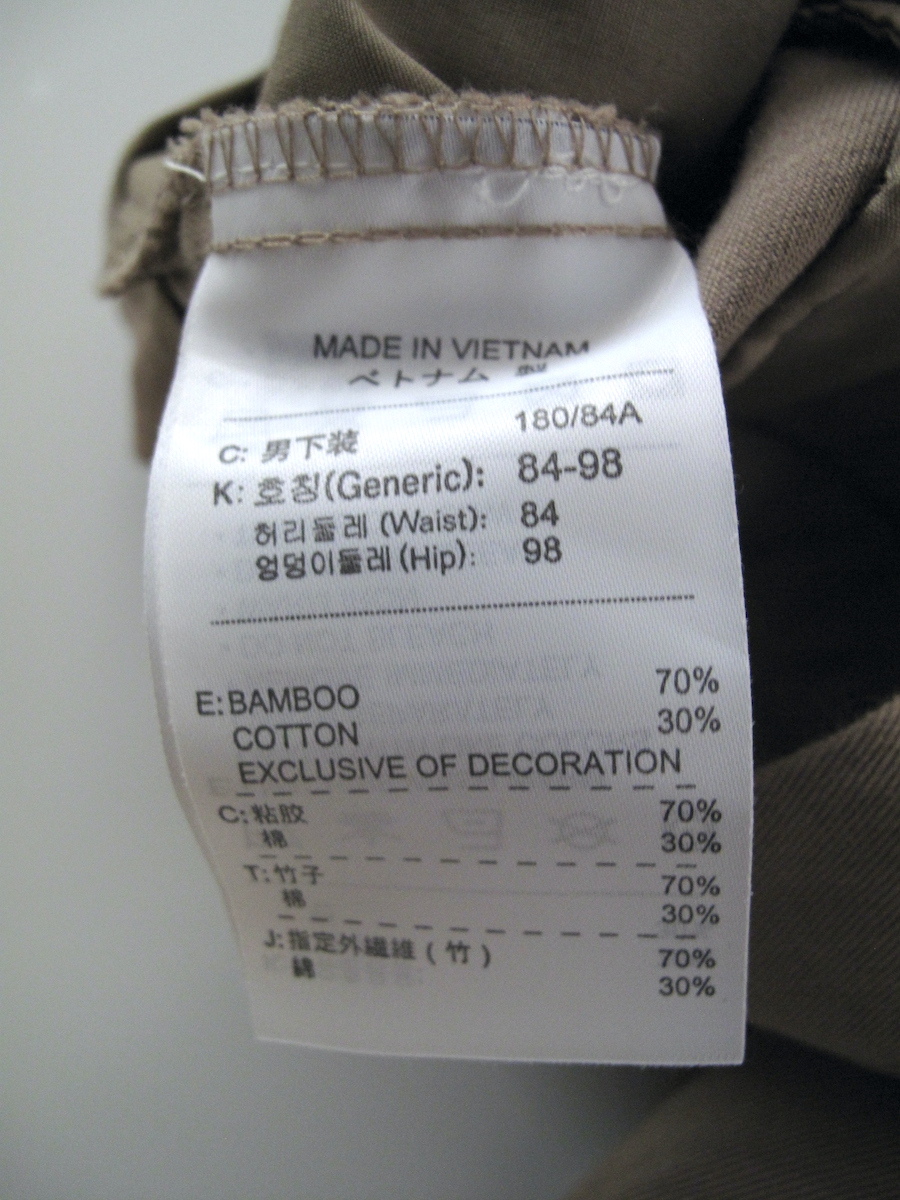 MADE IN VIETNAM
ベトナム 製
C: 男下装 180/84A
K: 호칭(Generic): 84-98
허리둘레 (Waist): 84
엉덩이둘레 (Hip): 98
E: BAMBOO 70%
COTTON 30%
EXCLUSIVE OF DECORATION
C: 粘胶 70%
棉 30%
T: 竹子 70%
棉 30%
J: 指定外繊維 ( 竹 ) 70%
綿 30%